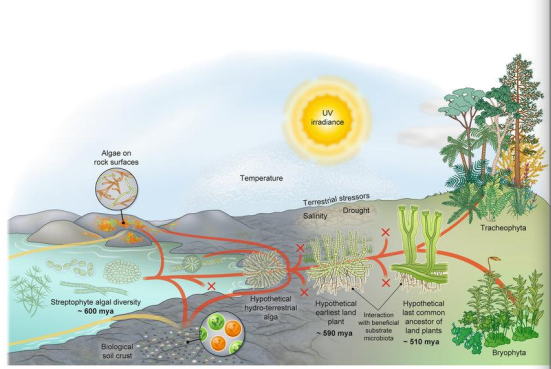 UV
irradiance
Algae on
rock surfaces
Temperature
Terrestrial stressors
Salinity
Drought
Tracheophyta
Streptophyte algal diversity
~ 600 mya
Hypothetical
hydro-terrestrial
alga
Hypothetical
earliest land
plant
~ 590 mya
Interaction
with beneficial
substrate
microbiota
Hypothetical
last common
ancestor of
land plants
~ 510 mya
Biological
soil crust
Bryophyta